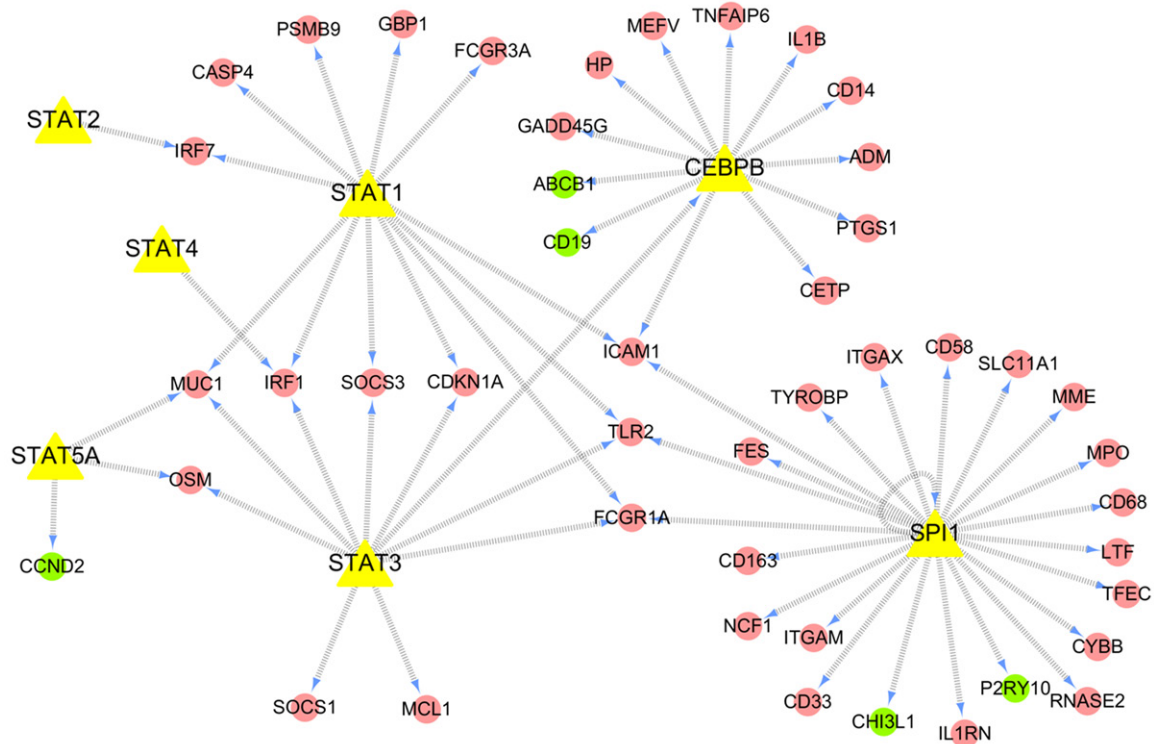 PSMB9
GBP1
FCGR3A
CASP4
STAT2
IRF7
STAT1
STAT4
MEFV
TNFAIP6
IL1B
HP
CD14
GADD45G
ADM
CEBPB
ABCB1
PTGS1
CD19
CETP
MUC1
IRF1
SOCS3
CDKN1A
ICAM1
TLR2
FCGR1A
STAT5A
OSM
CCND2
STAT3
SOCS1
MCL1
ITGAX
CD58
SLC11A1
TYROBP
MME
FES
MPO
CD68
SPI1
LTF
CD163
TFEC
NCF1
ITGAM
CYBB
CD33
P2RY10
RNASE2
CHI3L1
IL1RN